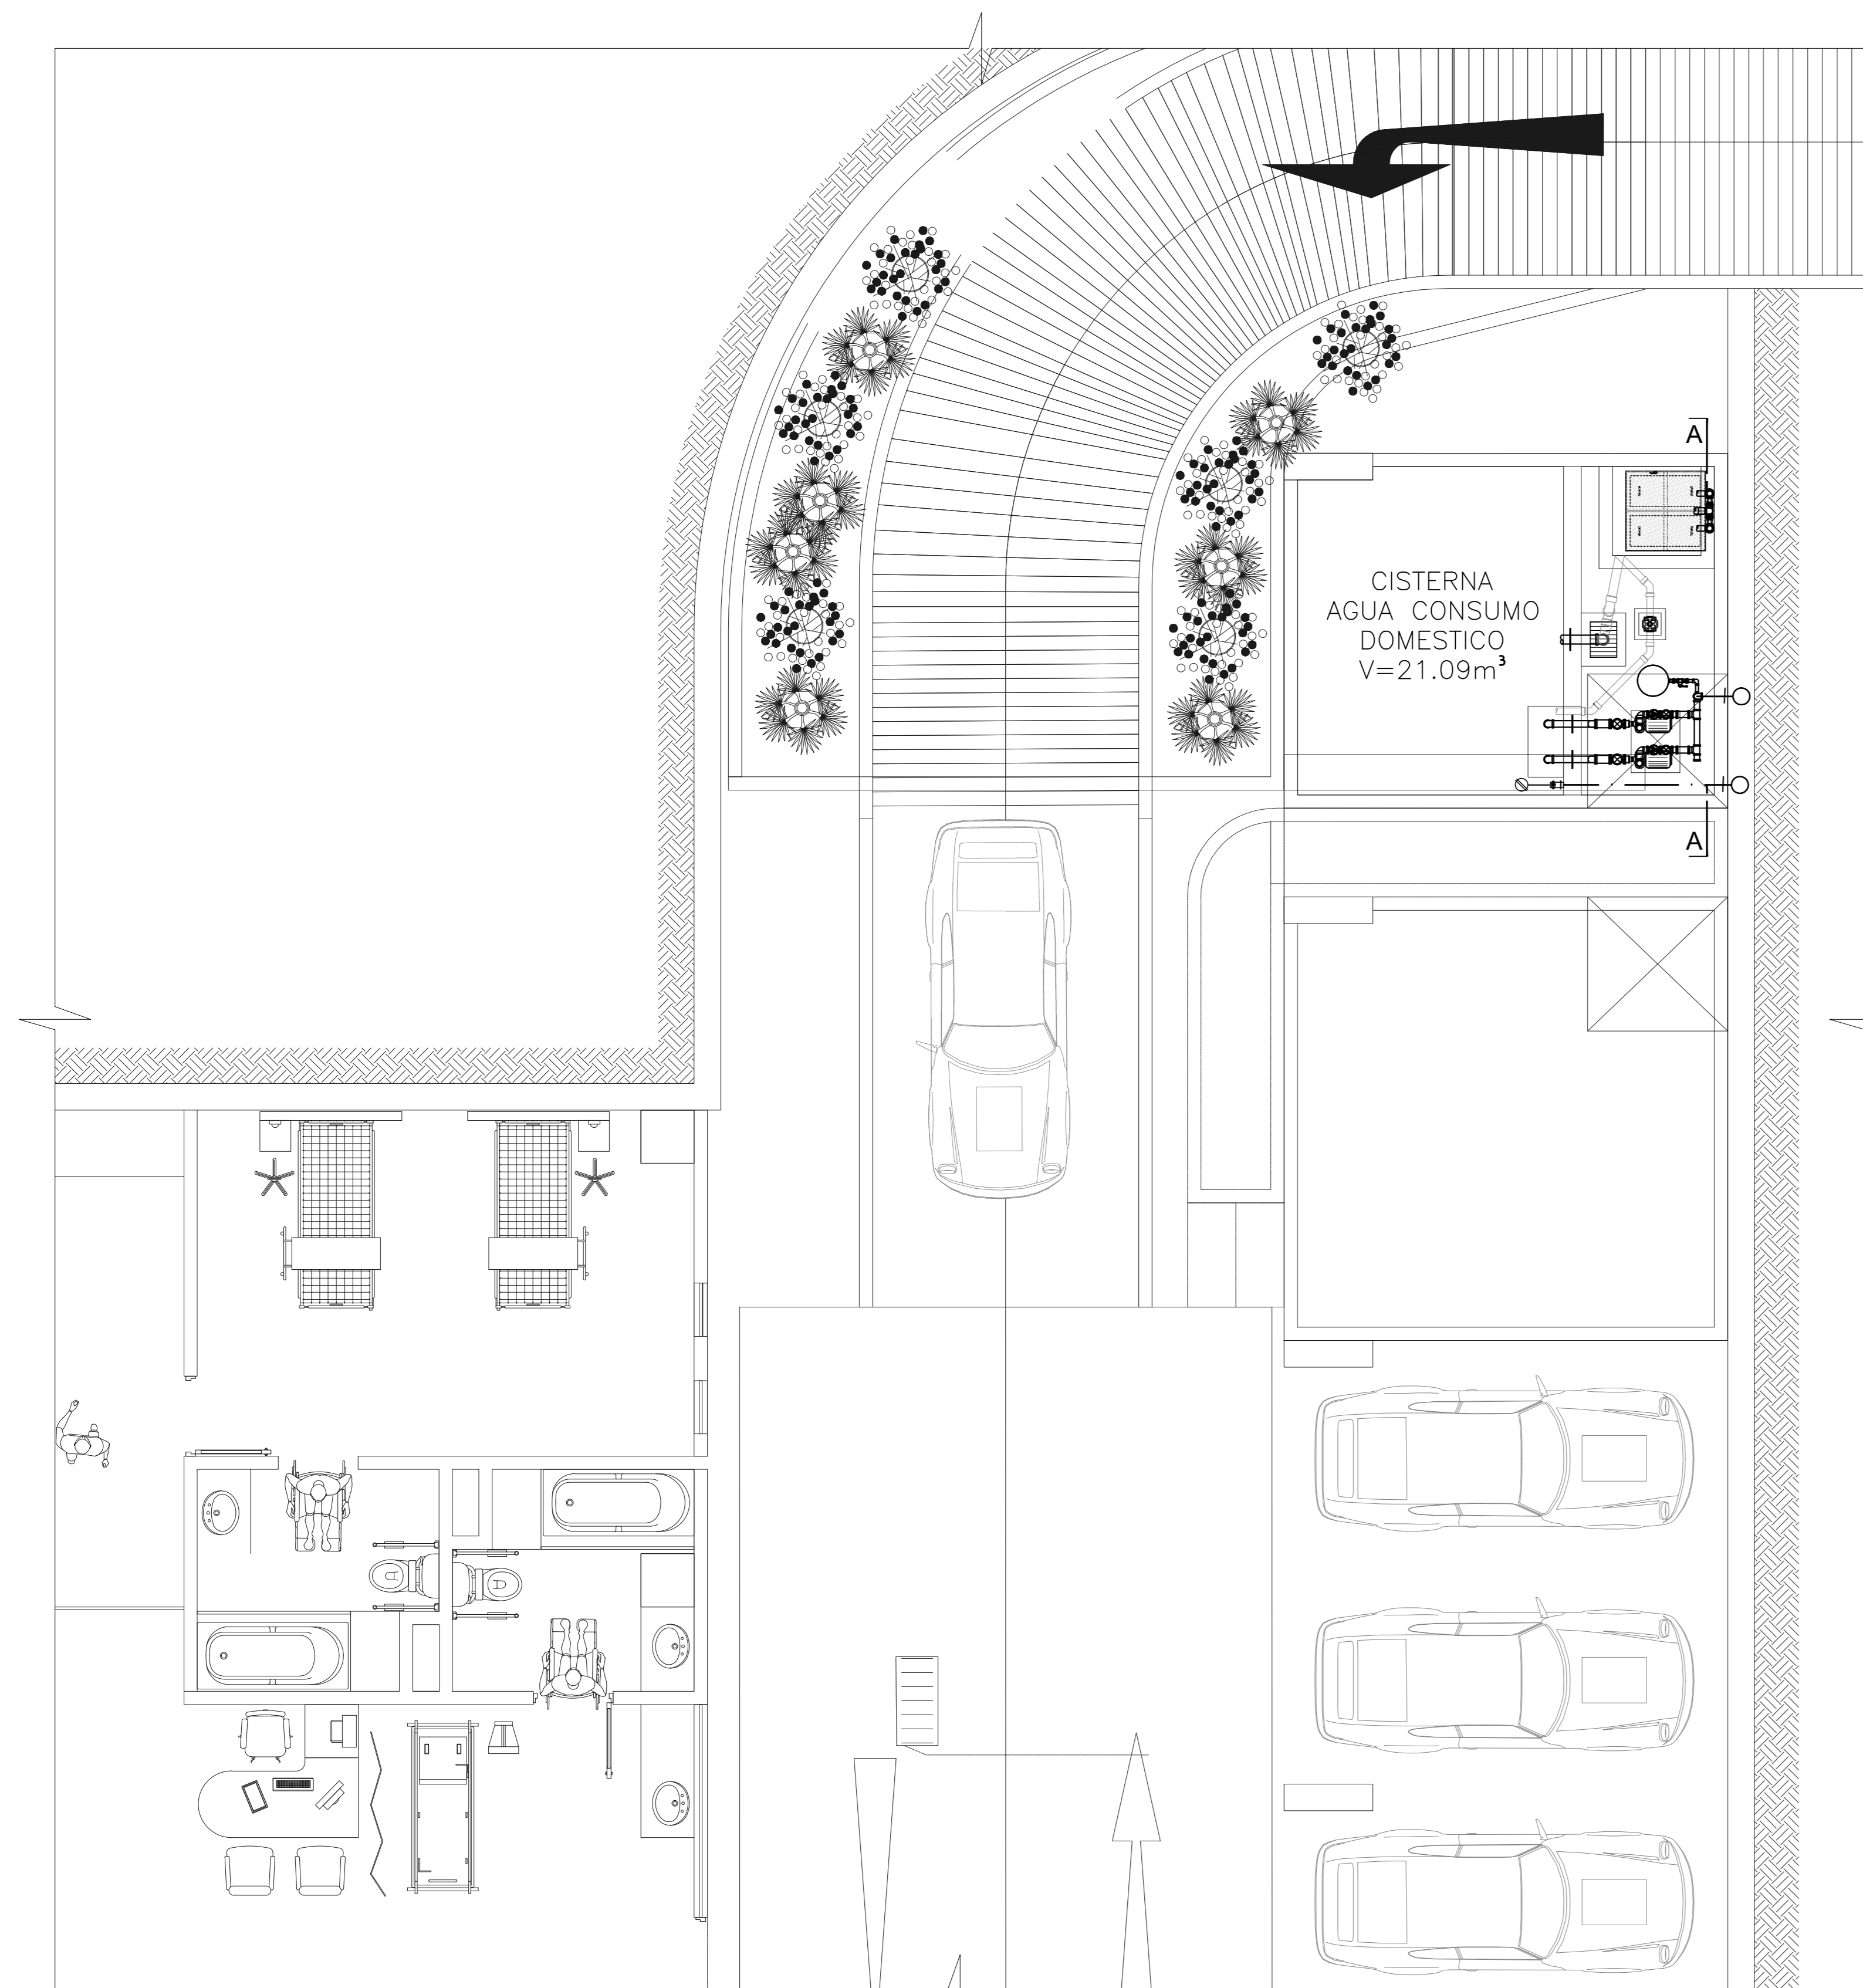 A
CISTERNA
AGUA CONSUMO
DOMESTICO
V=21.09m³
A